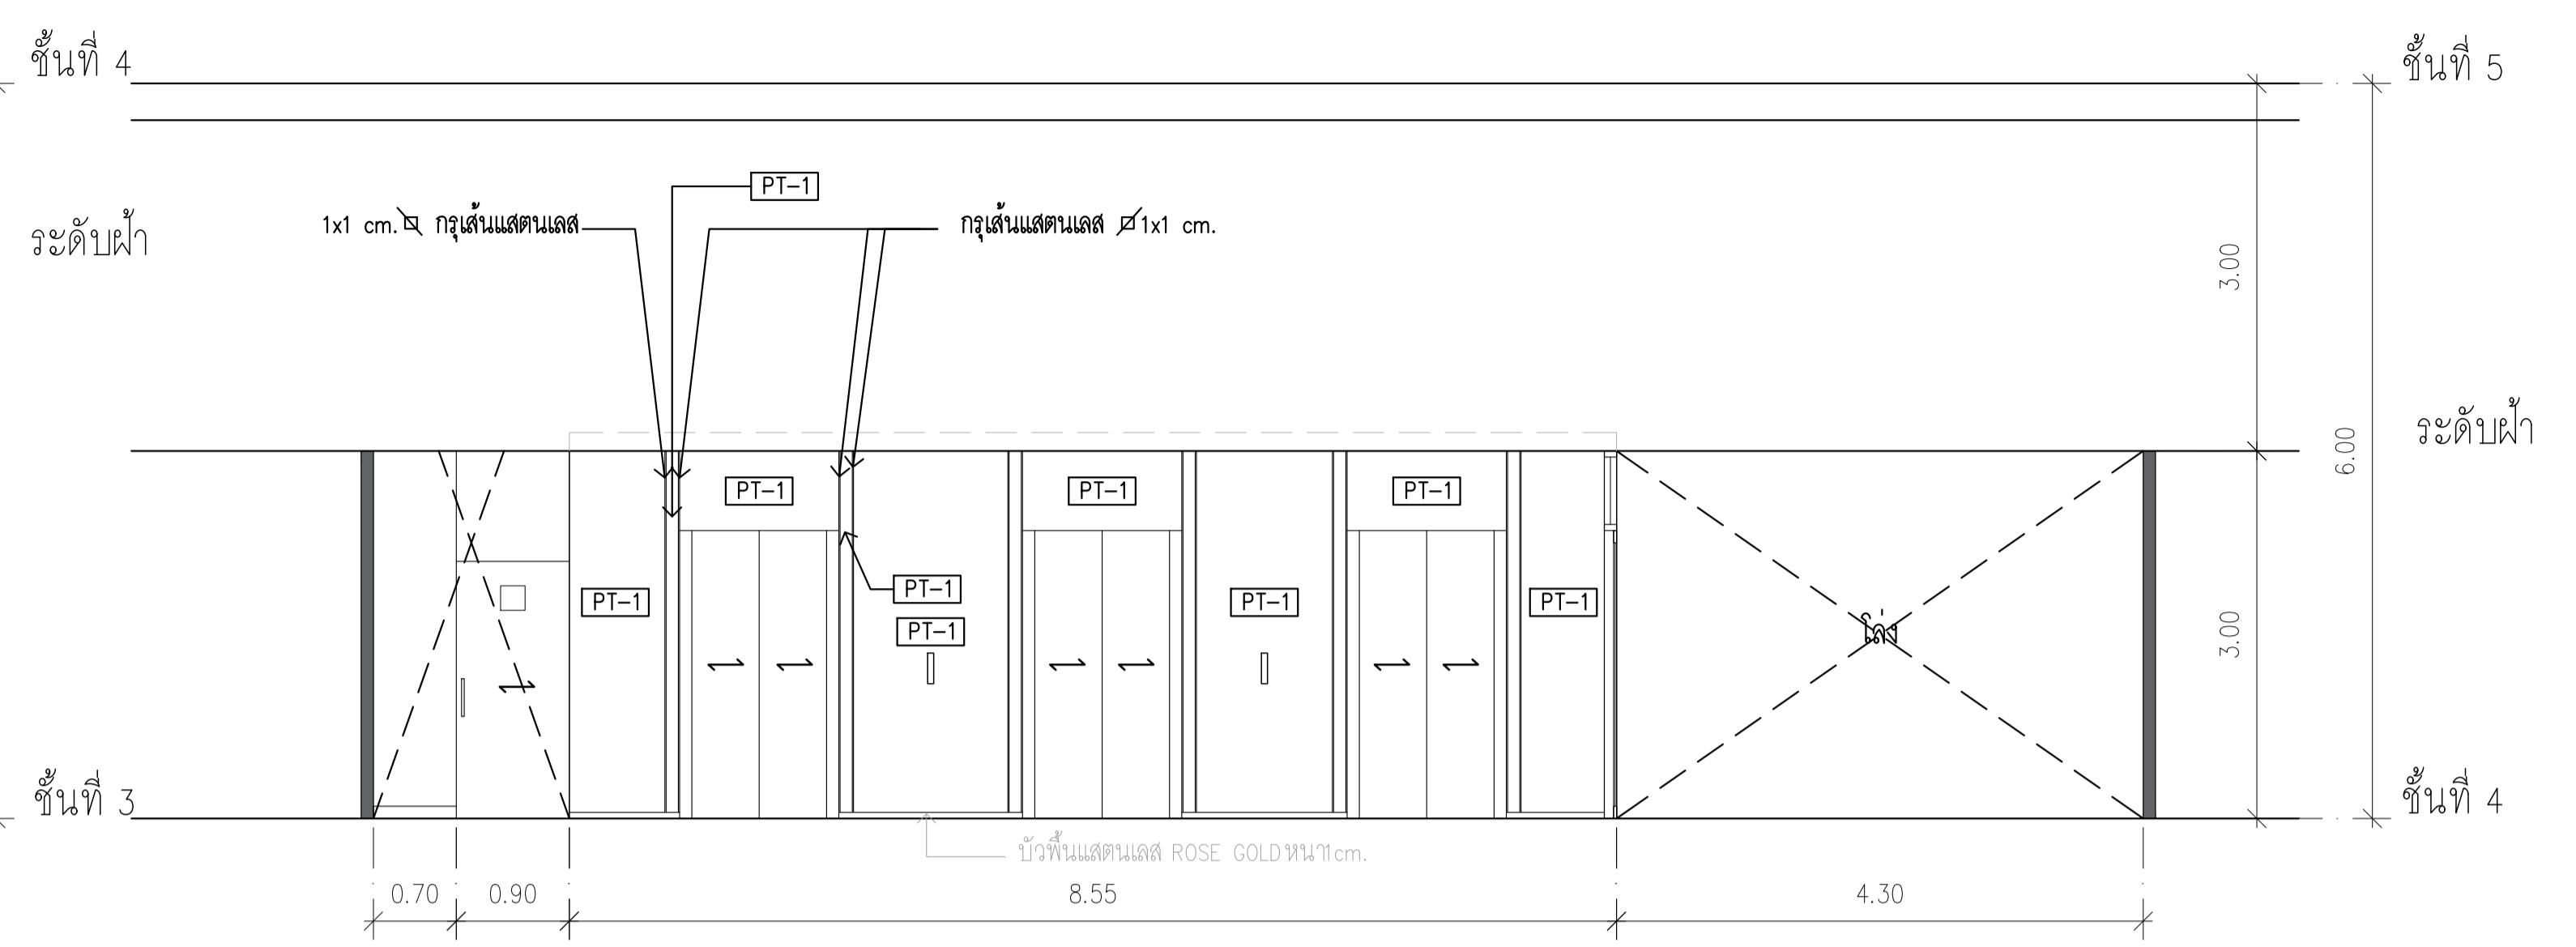 ชั้นที่ 4
ชั้นที่ 5
PT-1
1x1 cm. กรุเส้นแสตนเลส
กรุเส้นแสตนเลส 1x1 cm.
ระดับฝ้า
3.00
6.00
ระดับฝ้า
PT-1
PT-1
PT-1
PT-1
PT-1
PT-1
PT-1
PT-1
โล่ง
3.00
ชั้นที่ 3
ชั้นที่ 4
บัวพื้นแสตนเลส ROSE GOLD หนา1cm.
0.70
0.90
8.55
4.30